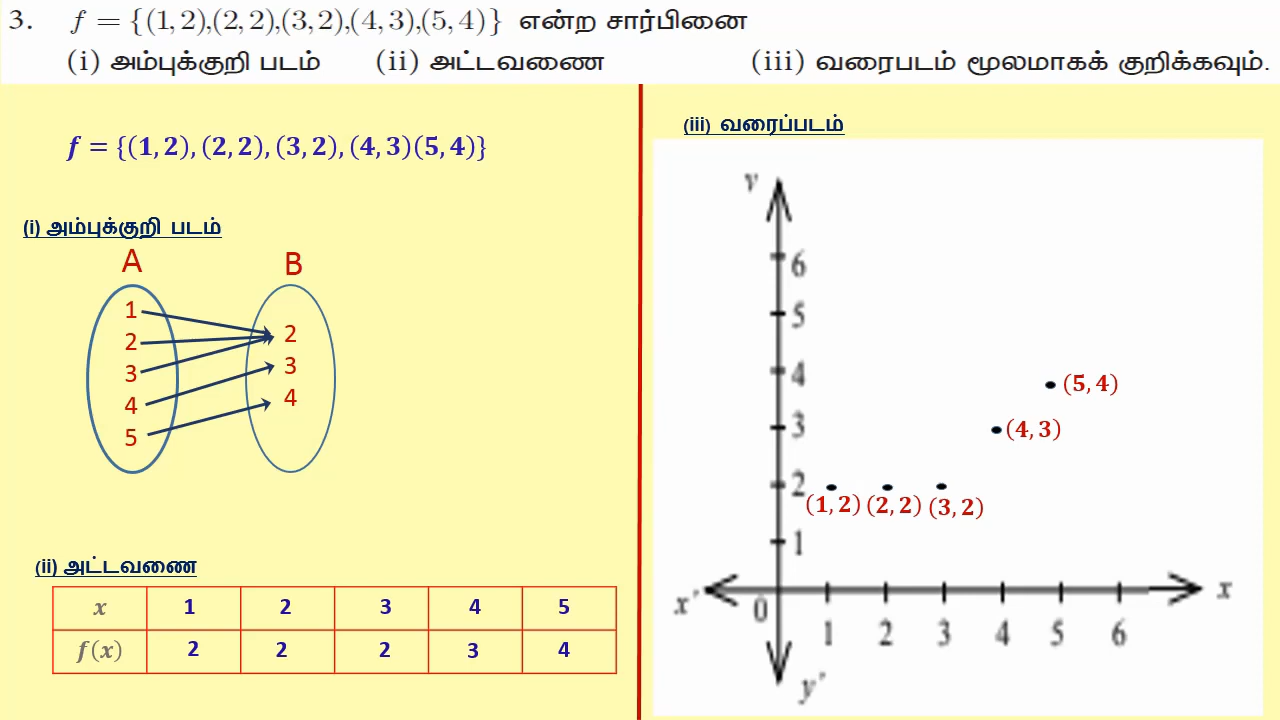 3. f = {(1, 2),(2, 2),(3, 2),(4, 3),(5, 4)} என்ற சார்பினை
(i) அம்புக்குறி படம் (ii) அட்டவணை (iii) வரைபடம் மூலமாகக் குறிக்கவும்.
f = {(1, 2), (2, 2), (3, 2), (4, 3)(5, 4)}
(i) அம்புக்குறி படம்
A B
1
2
3
4
5
2
3
4
(ii) அட்டவணை
x 1 2 3 4 5
f(x) 2 2 2 3 4
(iii) வரைப்படம்
y
6
5
4 (5, 4)
3 (4, 3)
2
(1, 2) (2, 2) (3, 2)
1
x' 0 x
1 2 3 4 5 6
y'